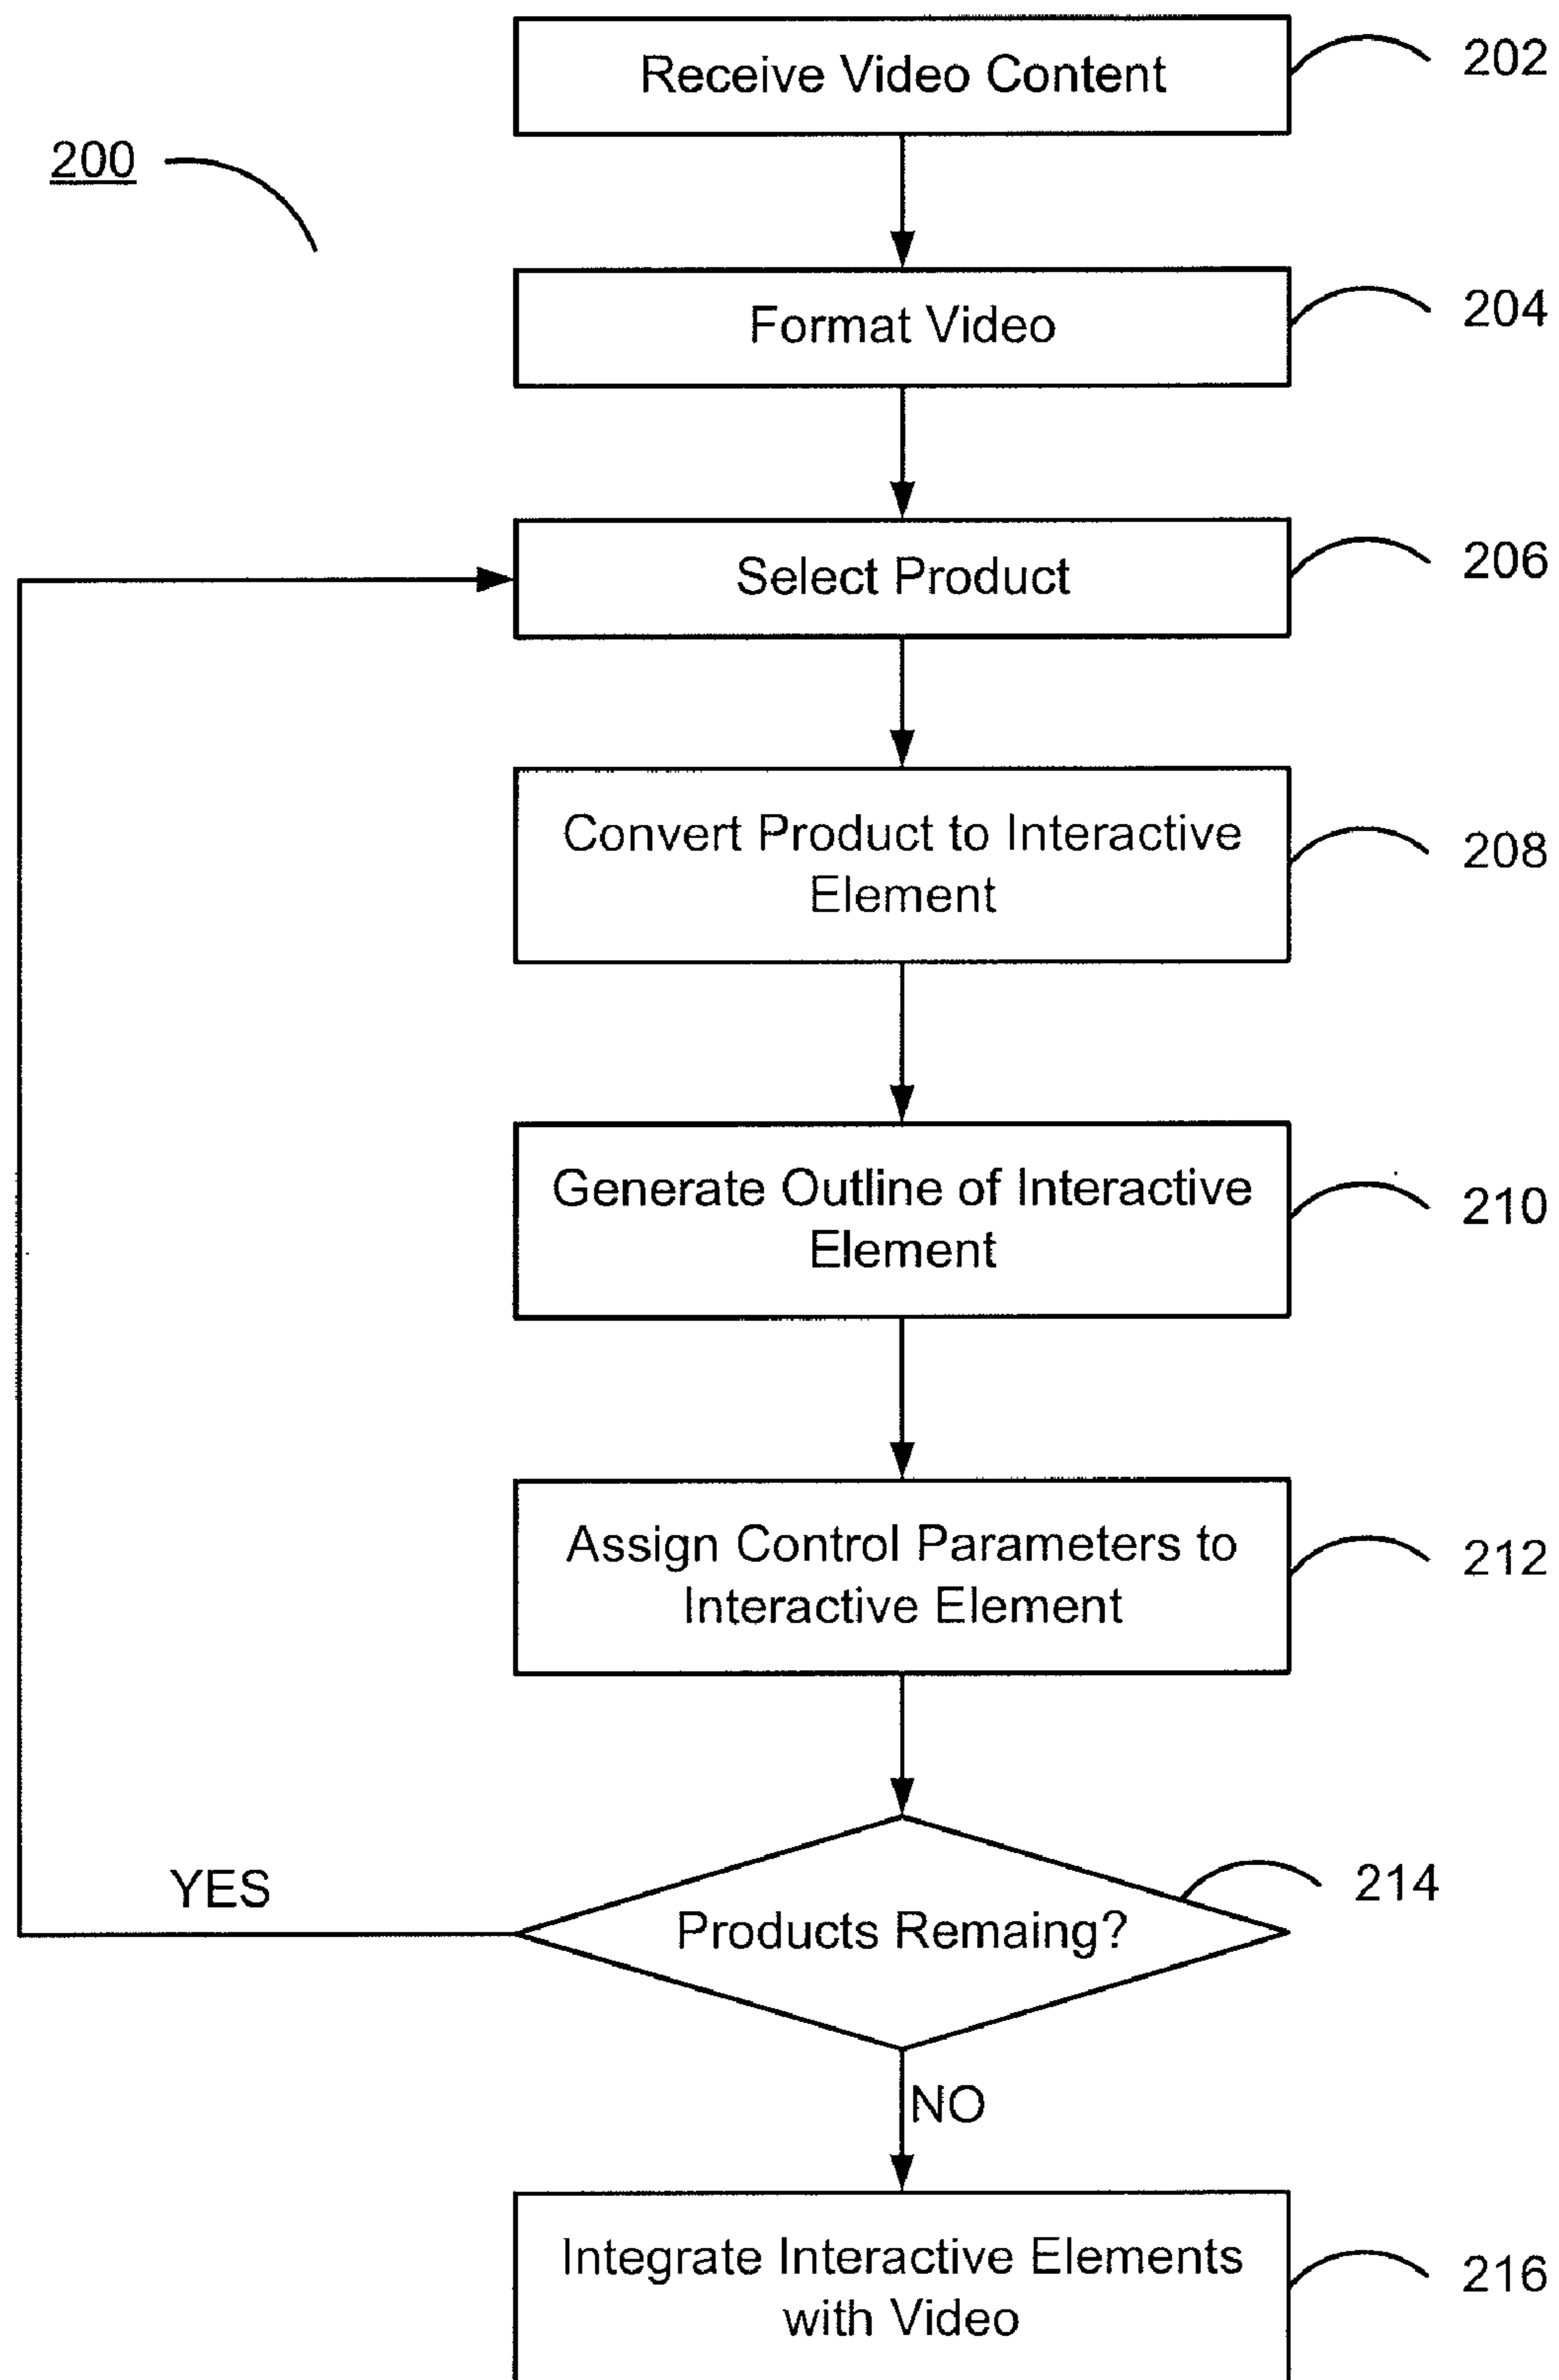 Receive Video Content
202
200
Format Video
204
Select Product
206
Convert Product to Interactive
Element
208
Generate Outline of Interactive
Element
210
Assign Control Parameters to
Interactive Element
212
YES
Products Remaing?
214
NO
Integrate Interactive Elements
with Video
216